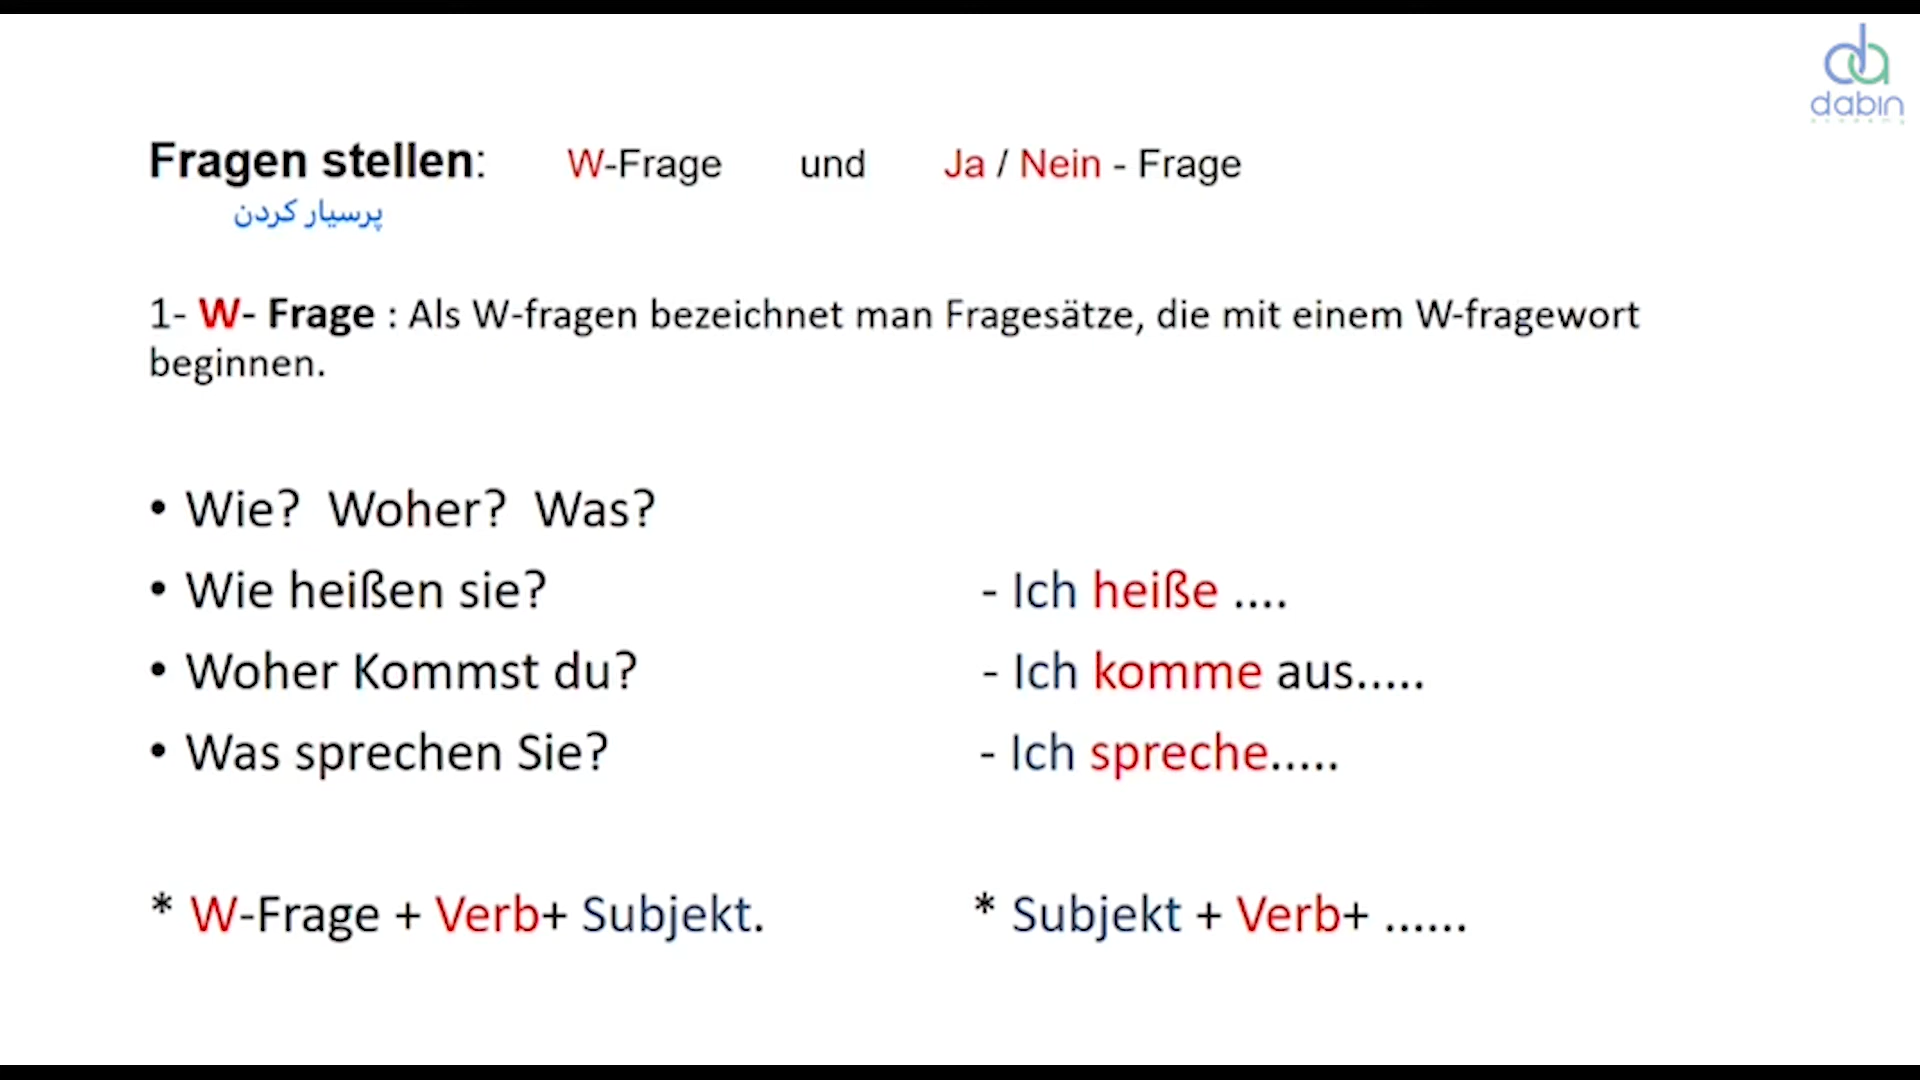 dabin
Fragen stellen: W-Frage und Ja / Nein - Frage
پرسیار کردن
1- W- Frage : Als W-fragen bezeichnet man Fragesätze, die mit einem W-fragewort
beginnen.
• Wie? Woher? Was?
• Wie heißen sie? - Ich heiße ....
• Woher Kommst du? - Ich komme aus.....
• Was sprechen Sie? - Ich spreche.....
* W-Frage + Verb+ Subjekt. * Subjekt + Verb+ ......